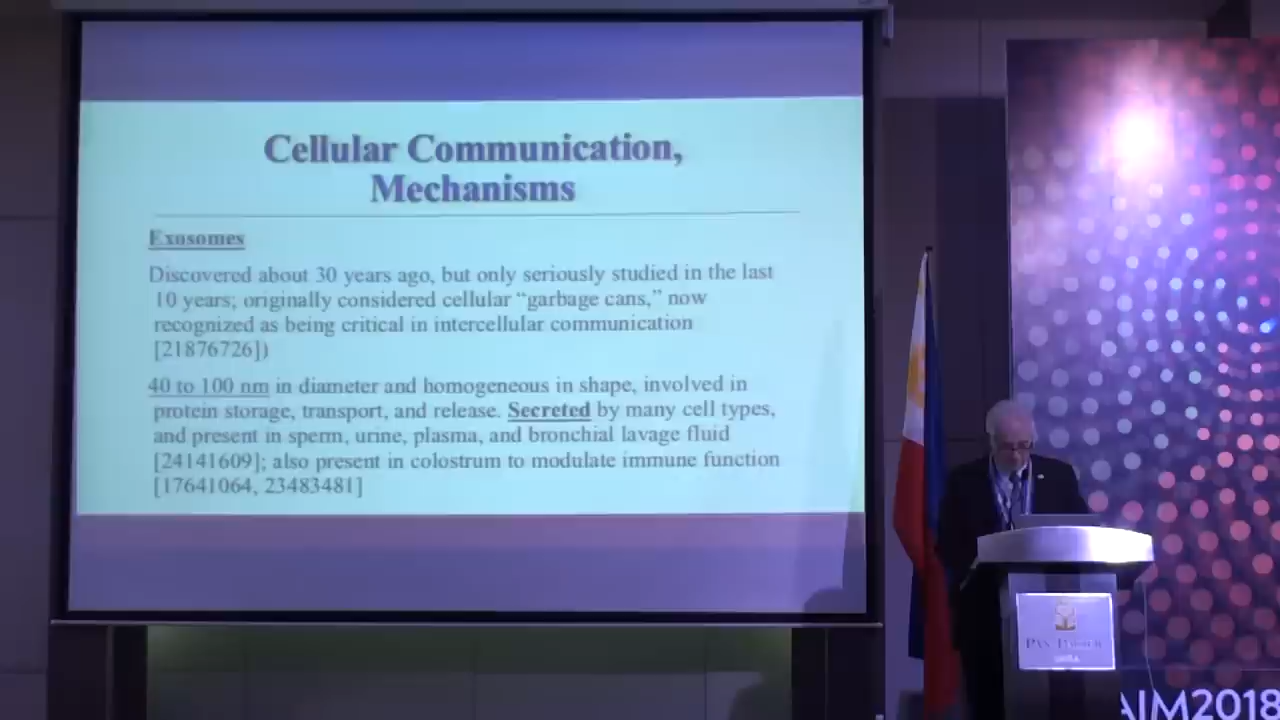 Cellular Communication,
Mechanisms
Exosomes
Discovered about 30 years ago, but only seriously studied in the last
10 years; originally considered cellular “garbage cans,” now
recognized as being critical in intercellular communication
[21876726])
40 to 100 nm in diameter and homogeneous in shape, involved in
protein storage, transport, and release. Secreted by many cell types,
and present in sperm, urine, plasma, and bronchial lavage fluid
[24141609]; also present in colostrum to modulate immune function
[17641064, 23483481]
AIM2018